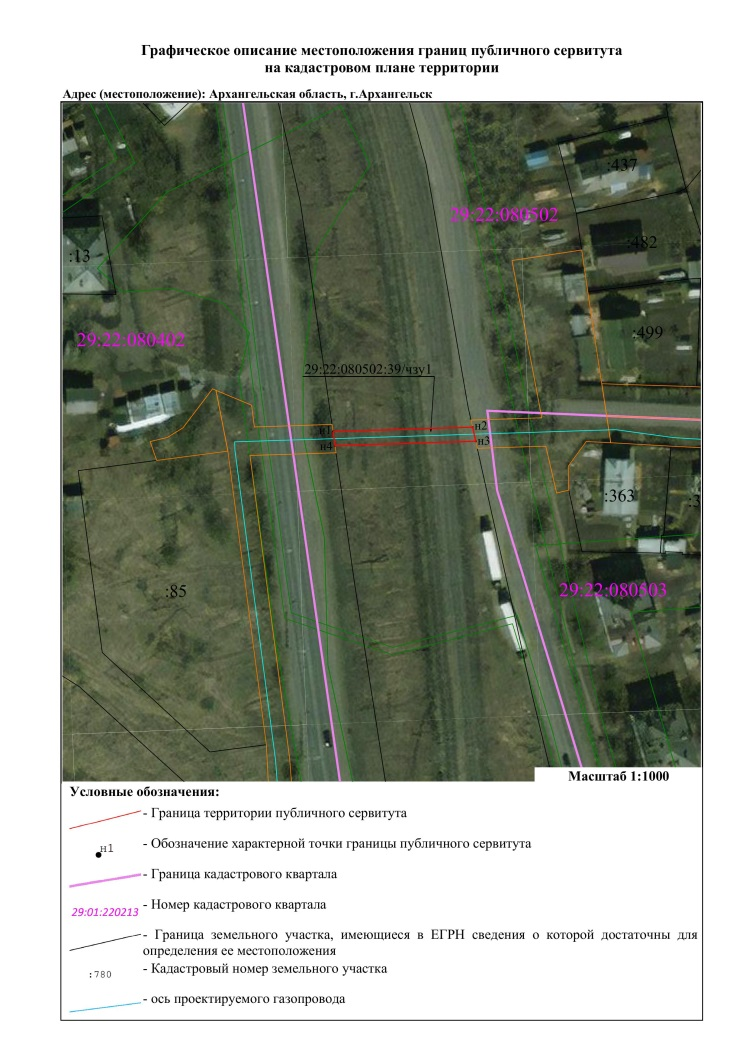 Графическое описание местоположения границ публичного сервитута
на кадастровом плане территории
Адрес (местоположение): Архангельская область, г.Архангельск
:437
29:22:080502
:482
:13
:499
29:22:080402
29:22:080502:39/чзу1
н1
н2
н4
н3
:363
:85
29:22:080503
Масштаб 1:1000
Условные обозначения:
- Граница территории публичного сервитута
н1
- Обозначение характерной точки границы публичного сервитута
- Граница кадастрового квартала
29:01:220213
- Номер кадастрового квартала
- Граница земельного участка, имеющиеся в ЕГРН сведения о которой достаточны для
определения ее местоположения
:780
- Кадастровый номер земельного участка
- ось проектируемого газопровода